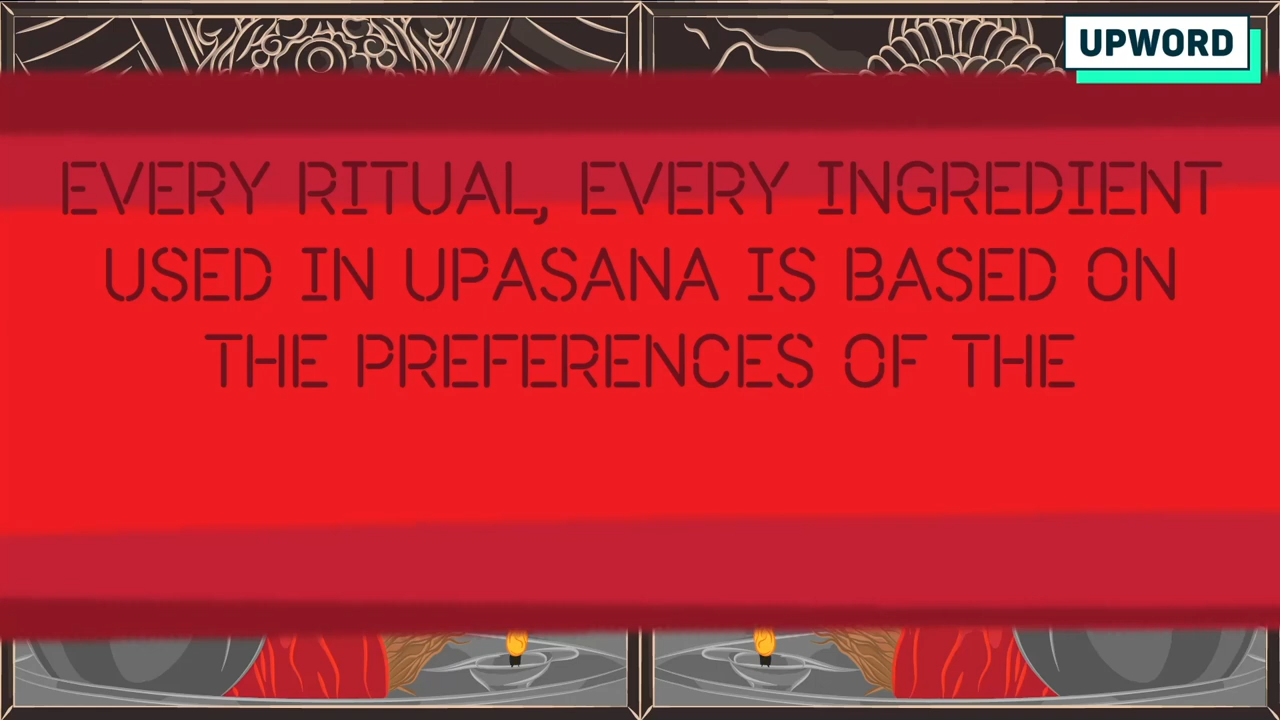 UPWORD
EVERY RITUAL, EVERY INGREDIENT
USED IN UPASANA IS BASED ON
THE PREFERENCES OF THE